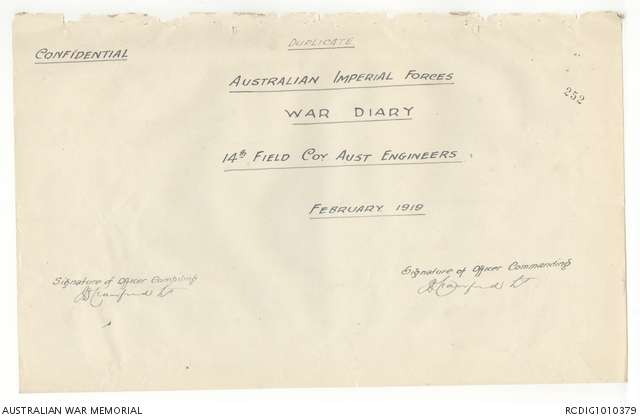 DUPLICATE
CONFIDENTIAL
AUSTRALIAN IMPERIAL FORCES
252
WAR DIARY
14th FIELD COY AUST ENGINEERS.
FEBRUARY 1919
Signature of Officer Compiling
Signature of Officer Commanding
AUSTRALIAN WAR MEMORIAL
RCDIG1010379